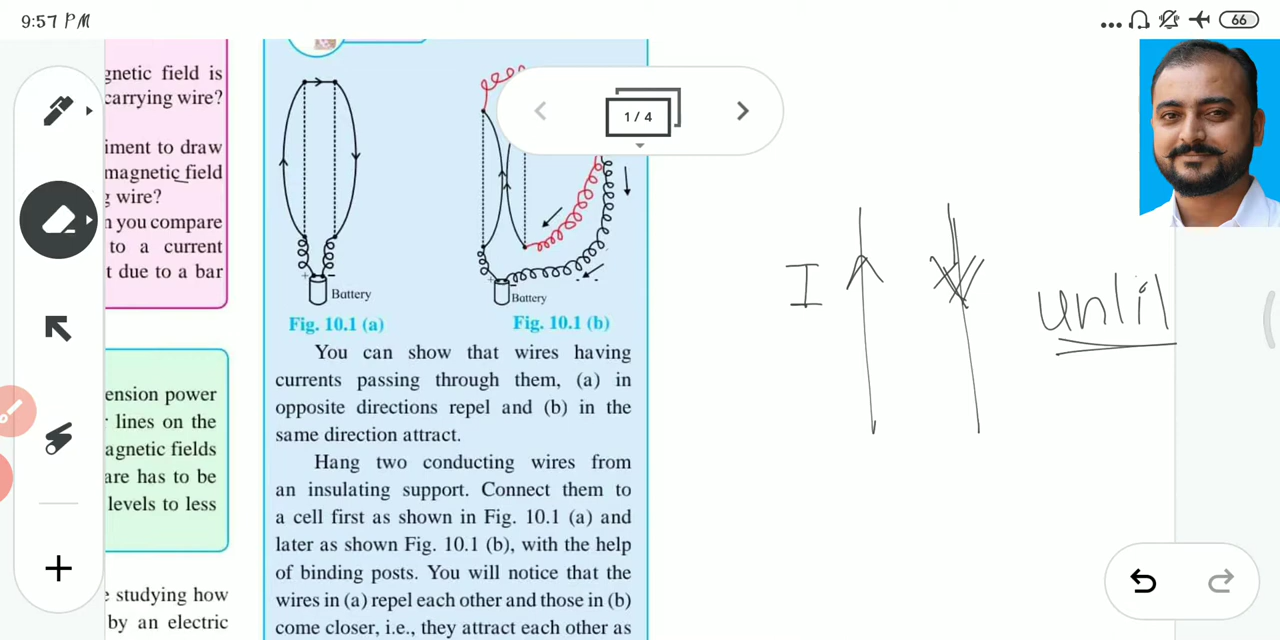 9:57 PM
66
gnetic field is
carrying wire?
iment to draw
magnetic field
g wire?
n you compare
to a current
t due to a bar
ension power
lines on the
agnetic fields
are has to be
levels to less
e studying how
by an electric
+ -
Battery
Fig. 10.1 (a)
+ -
Battery
Fig. 10.1 (b)
You can show that wires having
currents passing through them, (a) in
opposite directions repel and (b) in the
same direction attract.
Hang two conducting wires from
an insulating support. Connect them to
a cell first as shown in Fig. 10.1 (a) and
later as shown Fig. 10.1 (b), with the help
of binding posts. You will notice that the
wires in (a) repel each other and those in (b)
come closer, i.e., they attract each other as
1 / 4
I
unlil